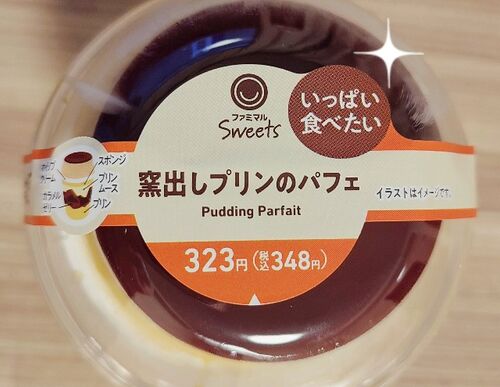 ファミマル
Sweets
いっぱい
食べたい
窯出しプリンのパフェ
Pudding Parfait
323円(税込348円)
スポンジ
ホイップ
クリーム
プリン
ムース
カラメル
ゼリー
プリン
イラストはイメージです。